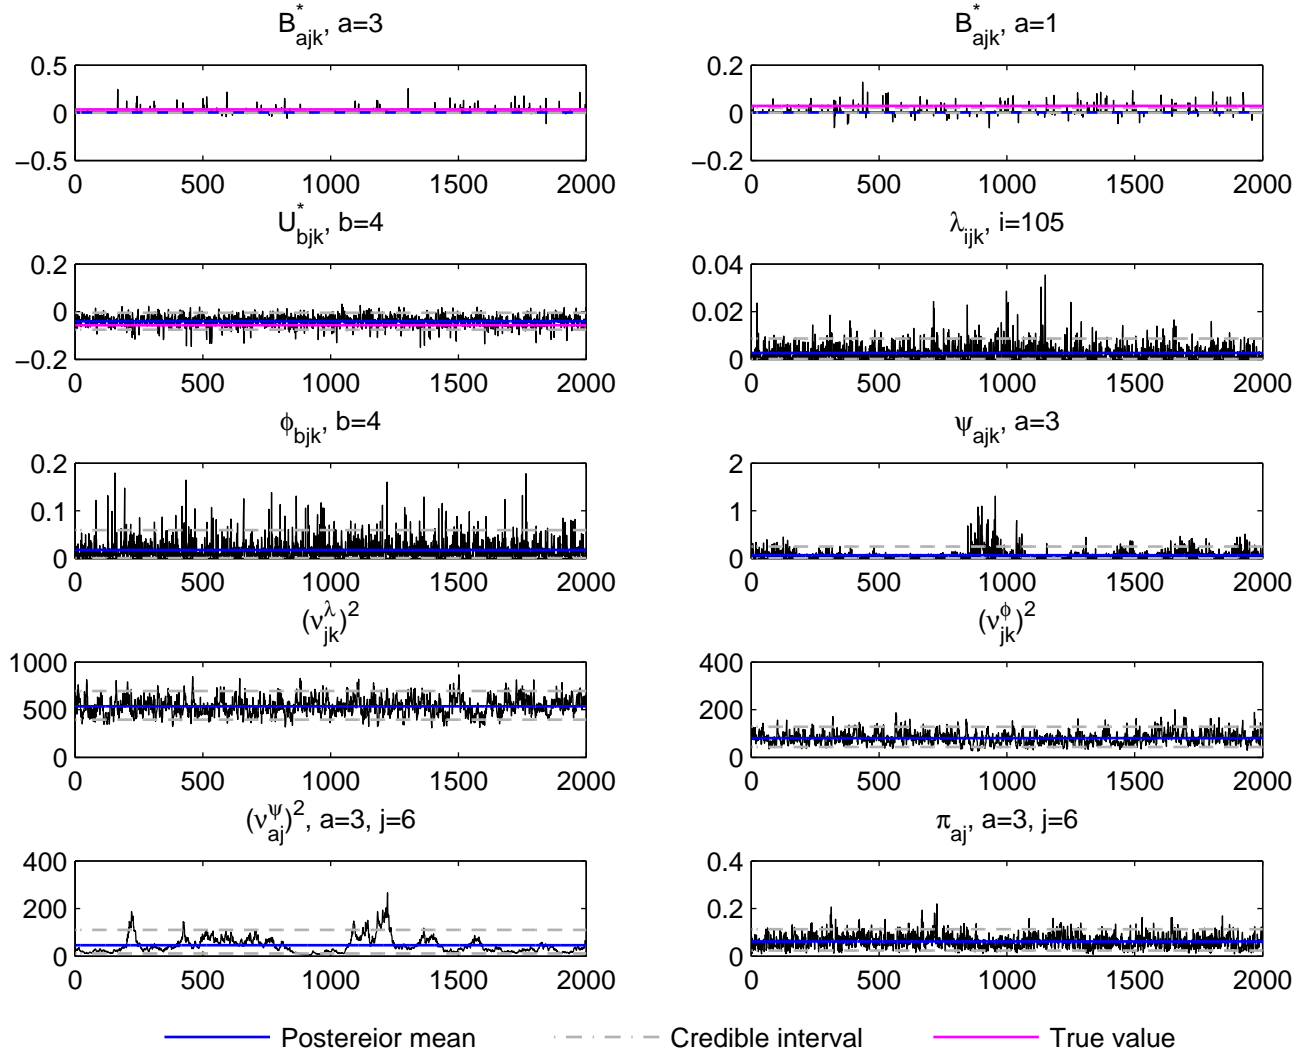 B*ajk, a=3
B*ajk, a=1
0.5
0
−0.5
0 500 1000 1500 2000
0.2
0
−0.2
0 500 1000 1500 2000
U*bjk, b=4
λijk, i=105
0.2
0
−0.2
0 500 1000 1500 2000
0.04
0.02
0
0 500 1000 1500 2000
ϕbjk, b=4
ψajk, a=3
0.2
0.1
0
0 500 1000 1500 2000
2
1
0
0 500 1000 1500 2000
(νλjk)2
(νϕjk)2
1000
500
0
0 500 1000 1500 2000
400
200
0
0 500 1000 1500 2000
(νψaj)2, a=3, j=6
πaj, a=3, j=6
400
200
0
0 500 1000 1500 2000
0.4
0.2
0
0 500 1000 1500 2000
Postereior mean Credible interval True value